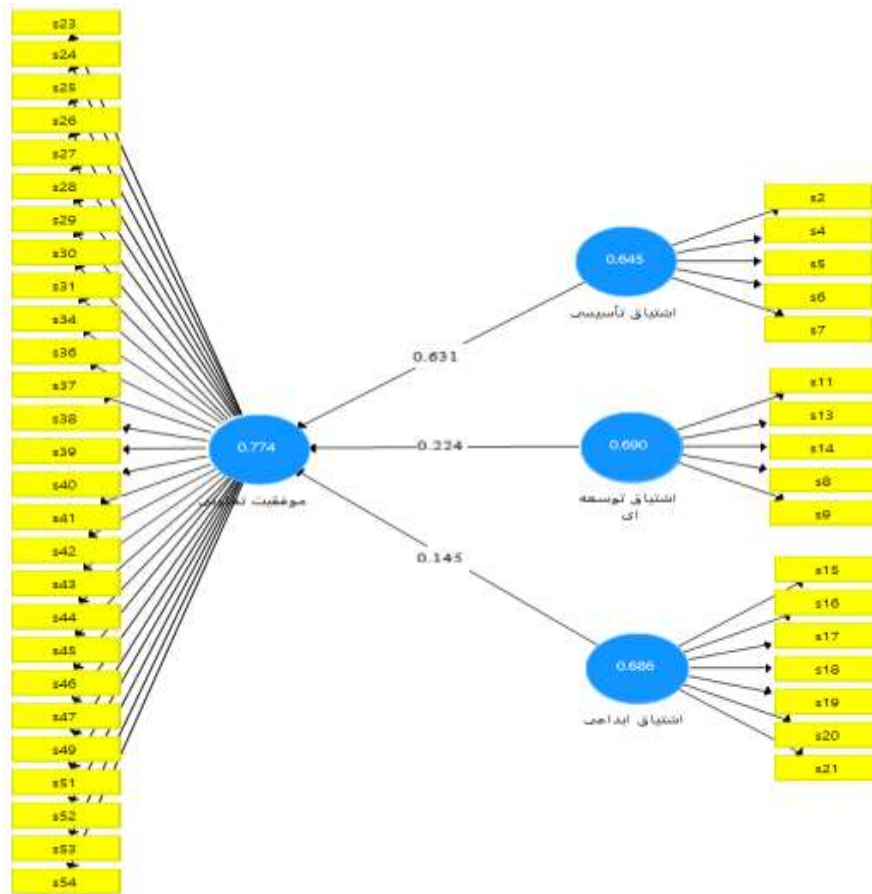 s23
s24
s25
s26
s27
s28
s29
s30
s31
s34
s36
s37
s38
s39
s40
s41
s42
s43
s44
s45
s46
s47
s49
s51
s52
s53
s54
0.774
موفقیت
0.631
0.224
0.145
0.645
اشتیاق تأسیسی
0.690
اشتیاق توسعه
ای
0.686
اشتیاق ابداعی
s2
s4
s5
s6
s7
s11
s13
s14
s8
s9
s15
s16
s17
s18
s19
s20
s21